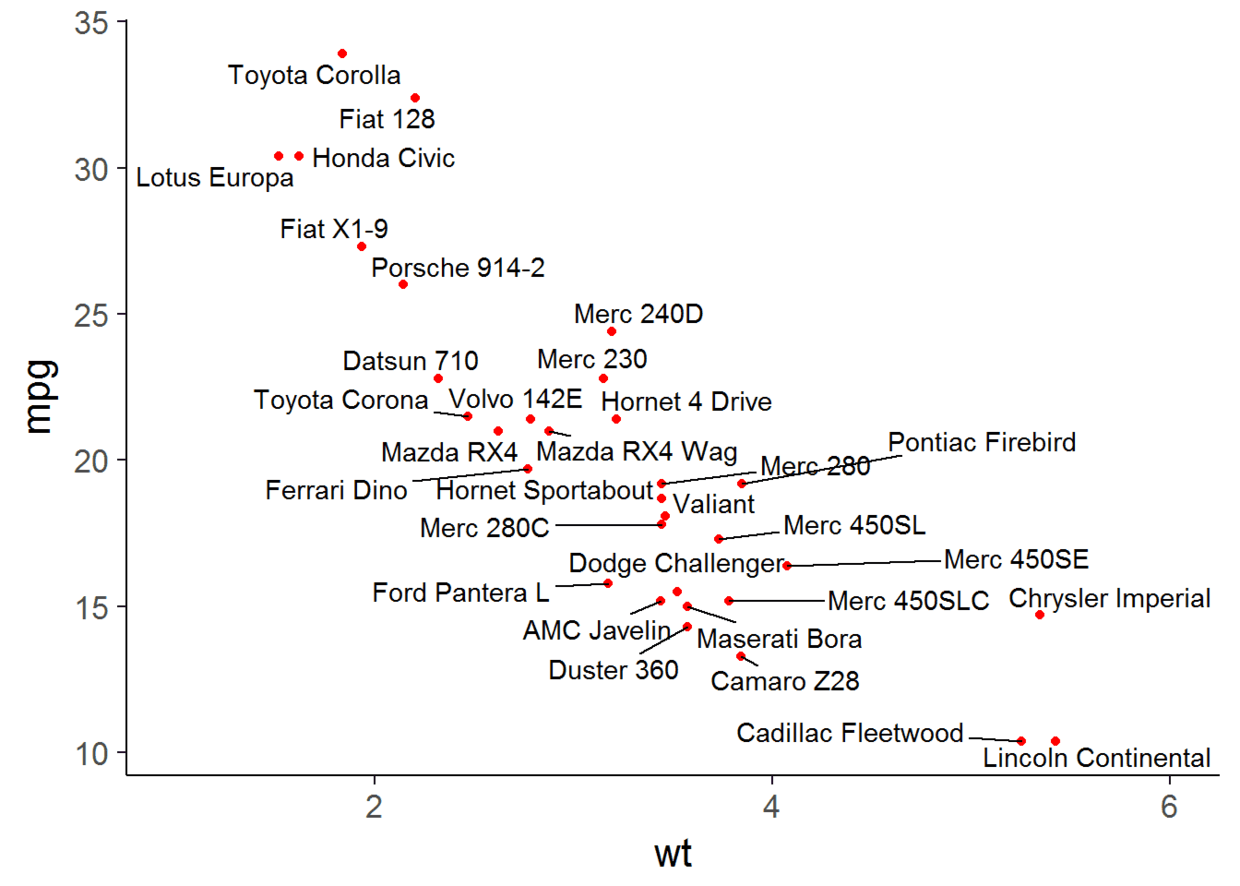 35
Toyota Corolla
Fiat 128
Honda Civic
30
Lotus Europa
Fiat X1-9
Porsche 914-2
25
Merc 240D
Datsun 710
Merc 230
Toyota Corona
Volvo 142E
Hornet 4 Drive
mpg
Pontiac Firebird
Mazda RX4
Mazda RX4 Wag
20
Merc 280
Ferrari Dino
Hornet Sportabout
Valiant
Merc 280C
Merc 450SL
Dodge Challenger
Merc 450SE
Ford Pantera L
15
Merc 450SLC
Chrysler Imperial
AMC Javelin
Maserati Bora
Duster 360
Camaro Z28
Cadillac Fleetwood
10
Lincoln Continental
2
4
6
wt